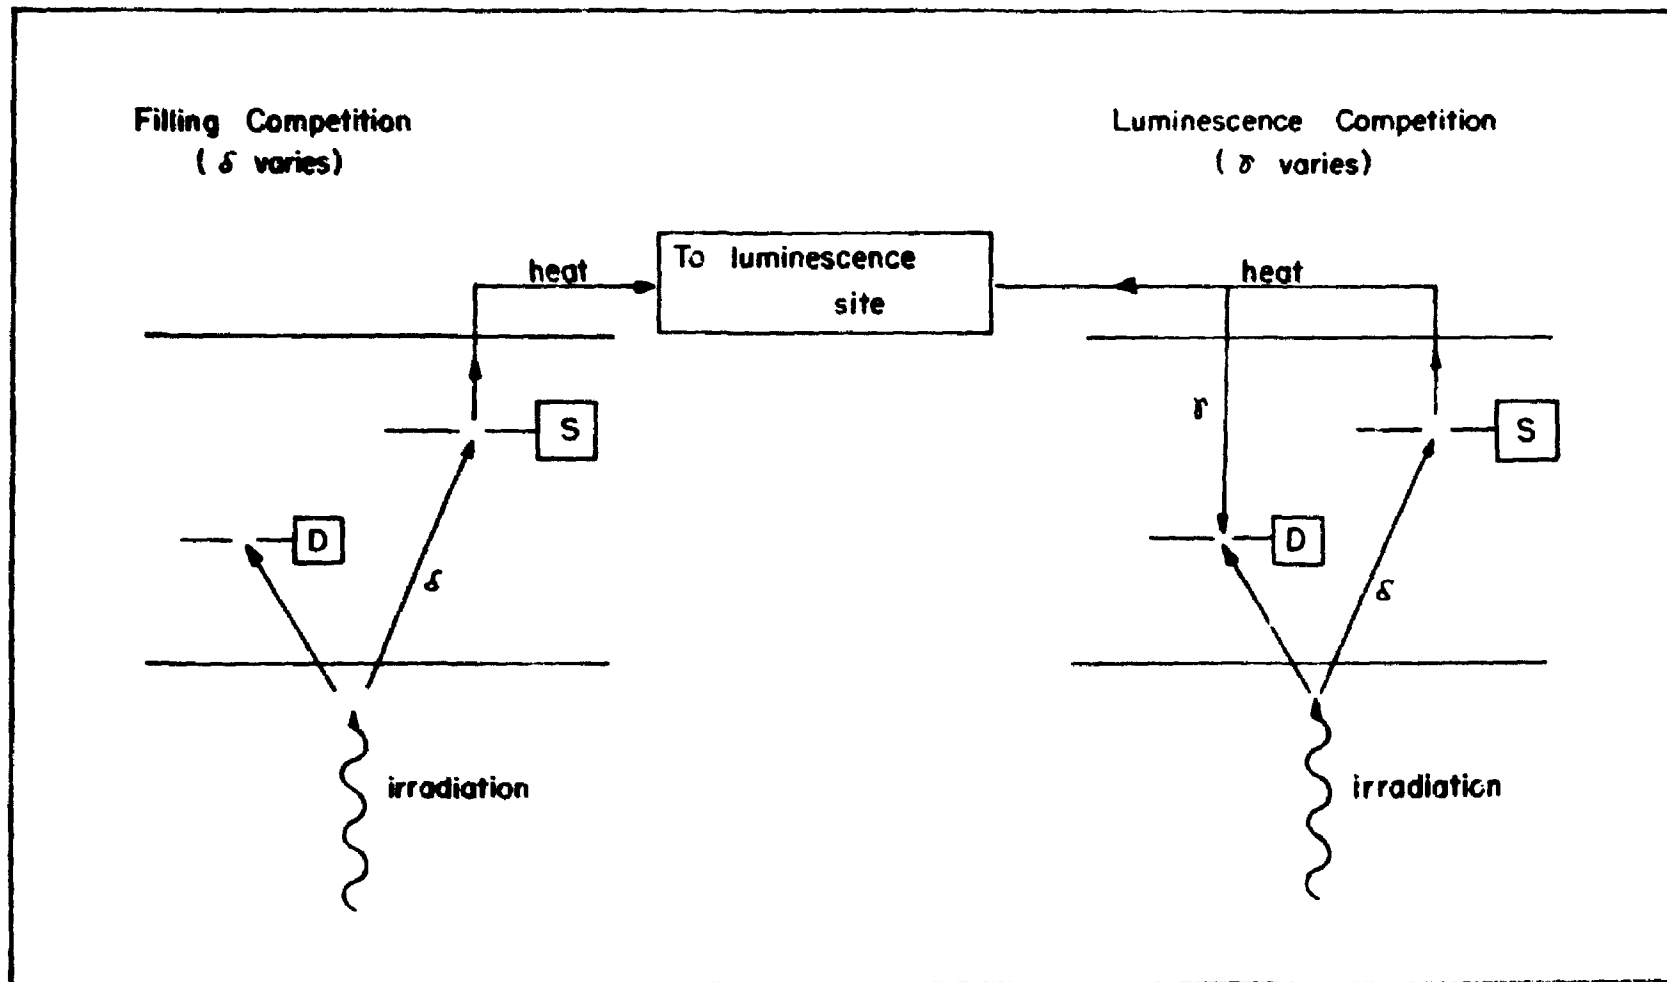 Filling Competition
( δ varies)
Luminescence Competition
( γ varies)
heat
To luminescence
site
heat
γ
S
S
D
D
δ
δ
irradiation
irradiation